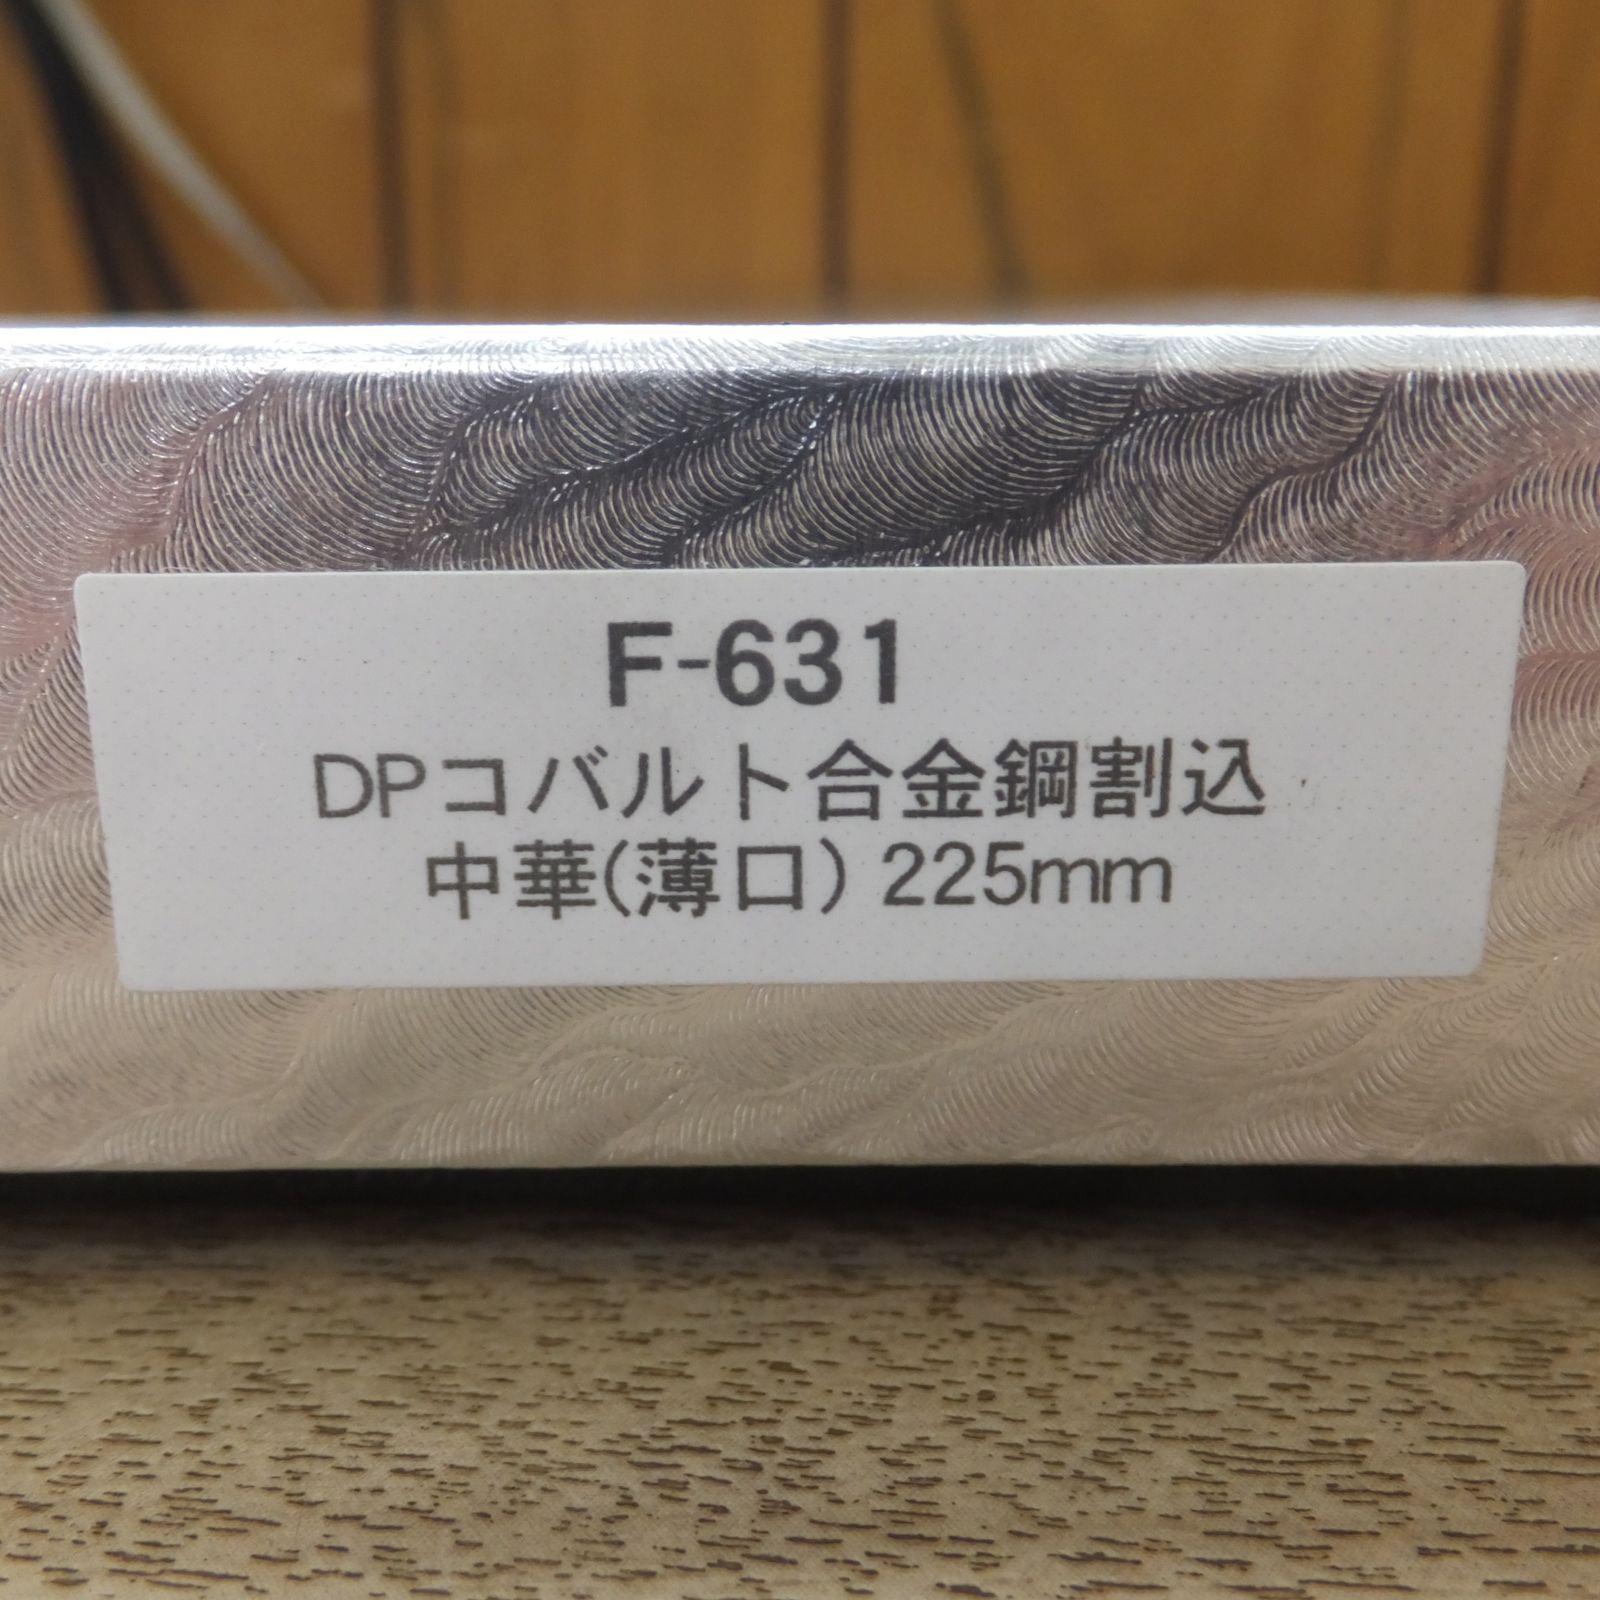 F-631
DPコバルト合金鋼割込
中華(薄口) 225mm